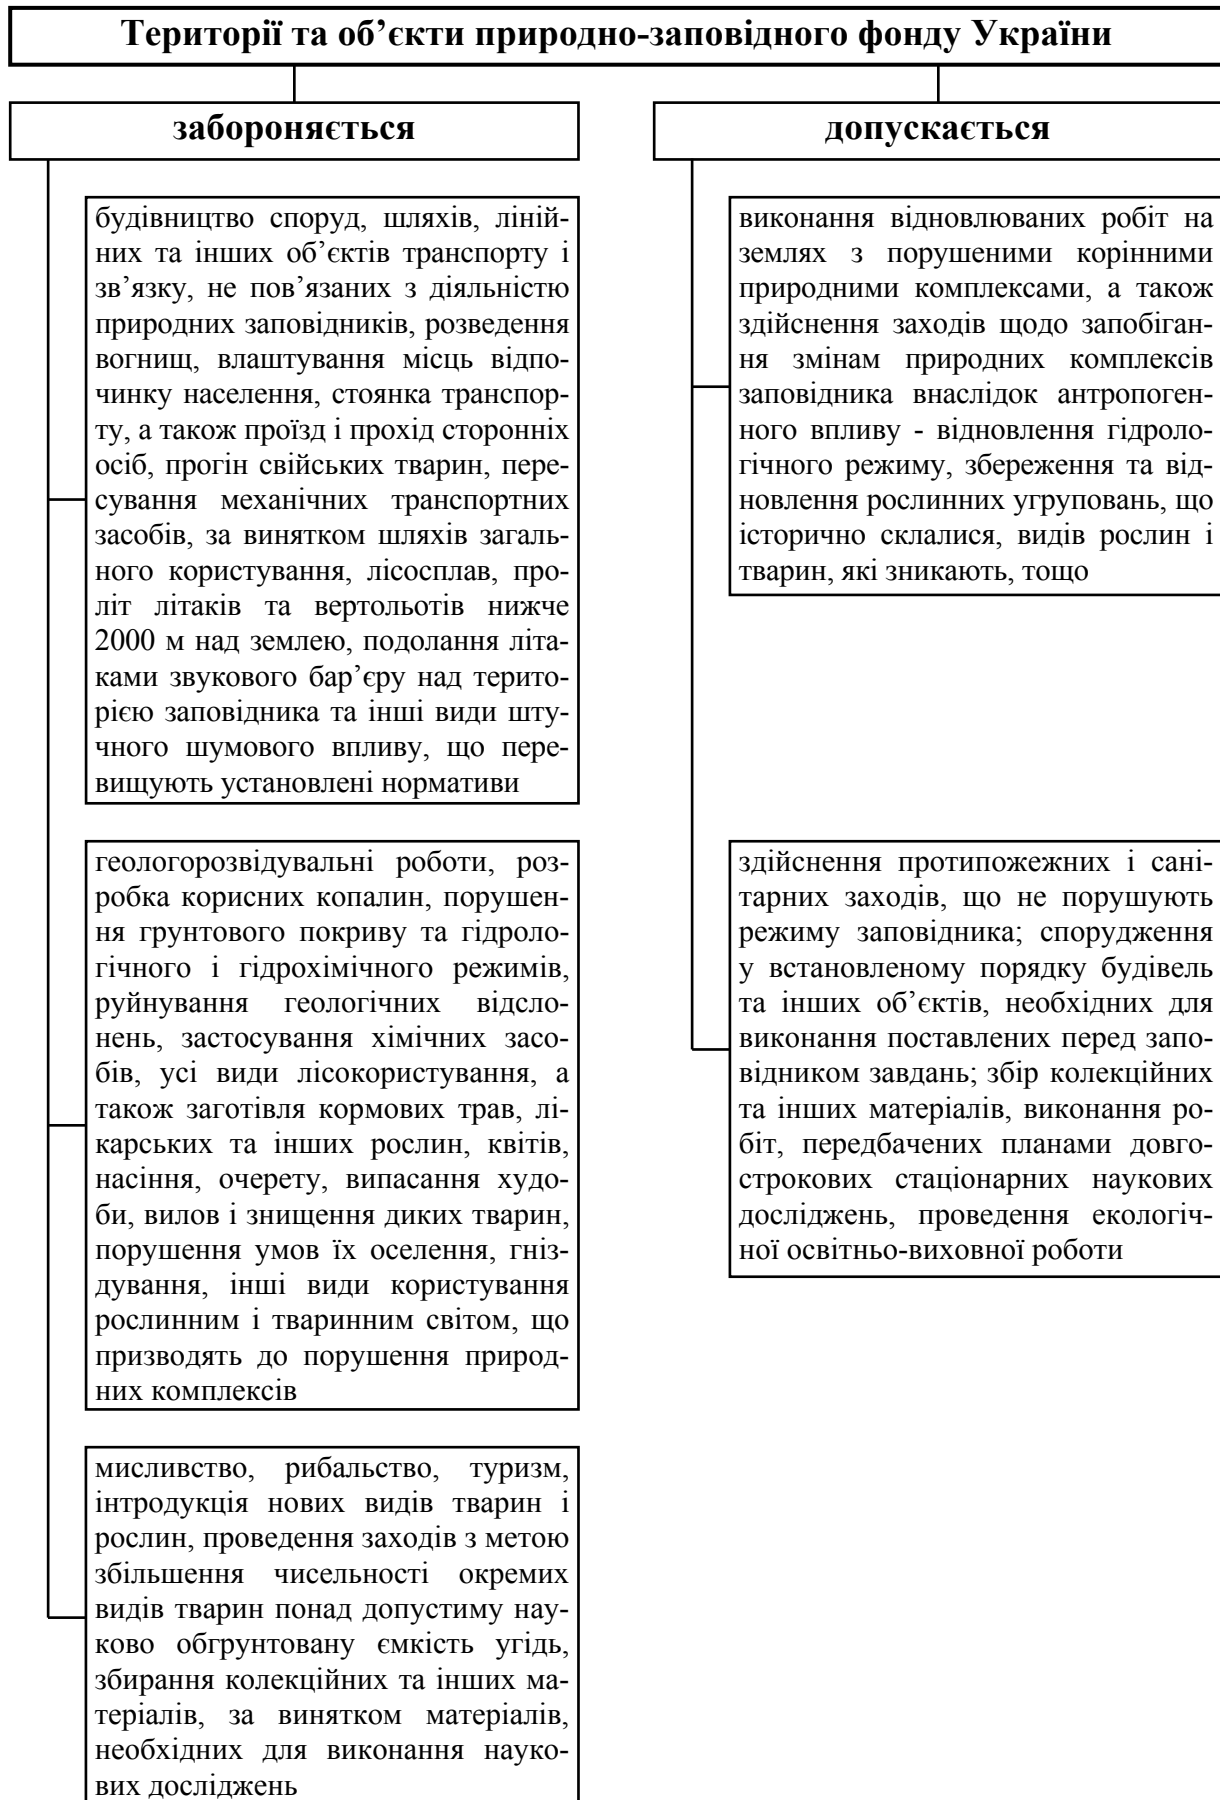 Території та об’єкти природно-заповідного фонду України
забороняється
будівництво споруд, шляхів, ліній-
них та інших об’єктів транспорту і
зв’язку, не пов’язаних з діяльністю
природних заповідників, розведення
вогнищ, влаштування місць відпо-
чинку населення, стоянка транспор-
ту, а також проїзд і прохід сторонніх
осіб, прогін свійських тварин, пере-
сування механічних транспортних
засобів, за винятком шляхів загаль-
ного користування, лісосплав, про-
літ літаків та вертольотів нижче
2000 м над землею, подолання літа-
ками звукового бар’єру над терито-
рією заповідника та інші види шту-
чного шумового впливу, що пере-
вищують установлені нормативи
геологорозвідувальні роботи, роз-
робка корисних копалин, порушен-
ня грунтового покриву та гідроло-
гічного і гідрохімічного режимів,
руйнування геологічних відсло-
нень, застосування хімічних засо-
бів, усі види лісокористування, а
також заготівля кормових трав, лі-
карських та інших рослин, квітів,
насіння, очерету, випасання худо-
би, вилов і знищення диких тварин,
порушення умов їх оселення, гніз-
дування, інші види користування
рослинним і тваринним світом, що
призводять до порушення природ-
них комплексів
мисливство, рибальство, туризм,
інтродукція нових видів тварин і
рослин, проведення заходів з метою
збільшення чисельності окремих
видів тварин понад допустиму нау-
ково обгрунтовану ємкість угідь,
збирання колекційних та інших ма-
теріалів, за винятком матеріалів,
необхідних для виконання науко-
вих досліджень
допускається
виконання відновлюваних робіт на
землях з порушеними корінними
природними комплексами, а також
здійснення заходів щодо запобіган-
ня змінам природних комплексів
заповідника внаслідок антропоген-
ного впливу - відновлення гідроло-
гічного режиму, збереження та від-
новлення рослинних угруповань, що
історично склалися, видів рослин і
тварин, які зникають, тощо
здійснення протипожежних і сані-
тарних заходів, що не порушують
режиму заповідника; спорудження
у встановленому порядку будівель
та інших об’єктів, необхідних для
виконання поставлених перед запо-
відником завдань; збір колекційних
та інших матеріалів, виконання ро-
біт, передбачених планами довго-
строкових стаціонарних наукових
досліджень, проведення екологіч-
ної освітньо-виховної роботи